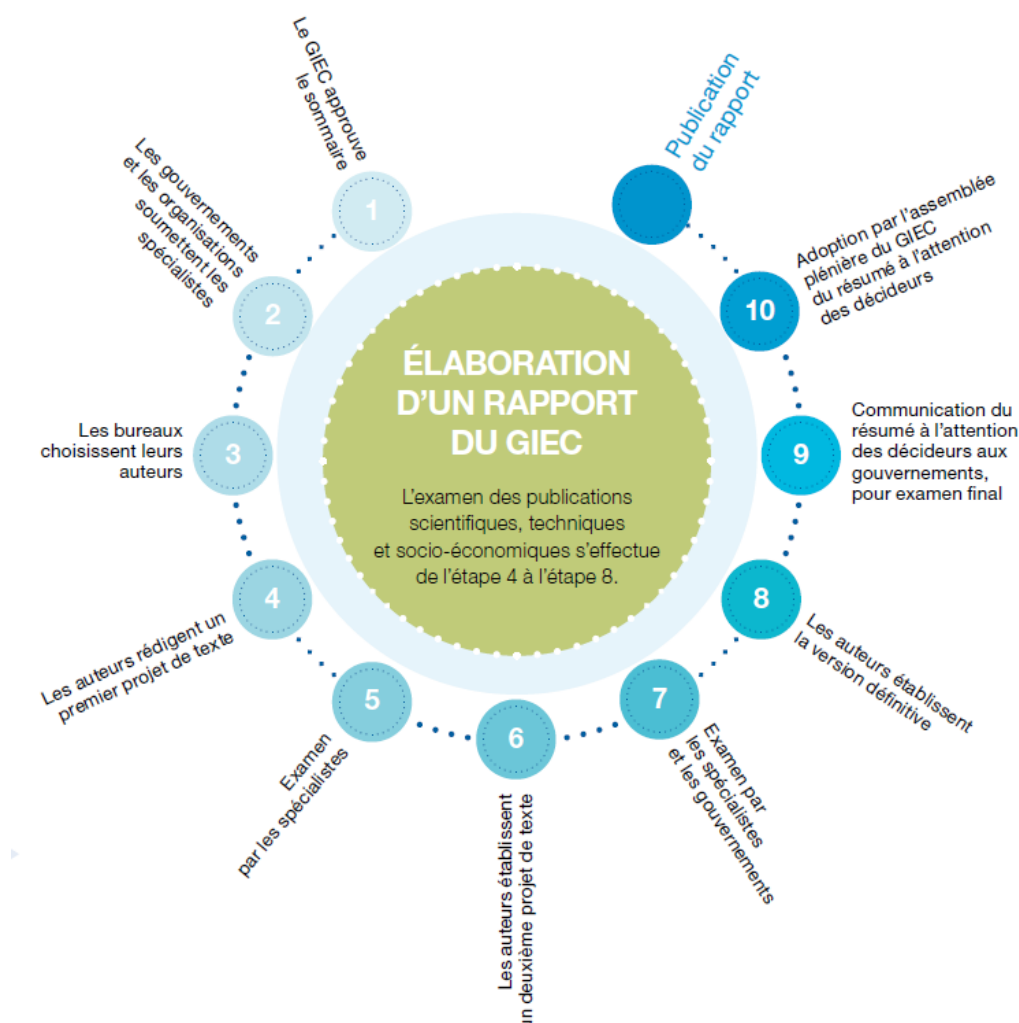 ÉLABORATION
D'UN RAPPORT
DU GIEC
L'examen des publications
scientifiques, techniques
et socio-économiques s'effectue
de l'étape 4 à l'étape 8.
1
Le GIEC approuve
le sommaire
2
Les gouvernements
et les organisations
soumettent les
spécialistes
3
Les bureaux
choisissent leurs
auteurs
4
Les auteurs rédigent un
premier projet de texte
5
Examen
par les spécialistes
6
Les auteurs établissent
un deuxième projet de texte
7
Examen par
les spécialistes
et les gouvernements
8
Les auteurs établissent
la version définitive
9
Communication du
résumé à l'attention
des décideurs aux
gouvernements,
pour examen final
10
Adoption par l'assemblée
plénière du GIEC
du résumé à l'attention
des décideurs
Publication
du rapport